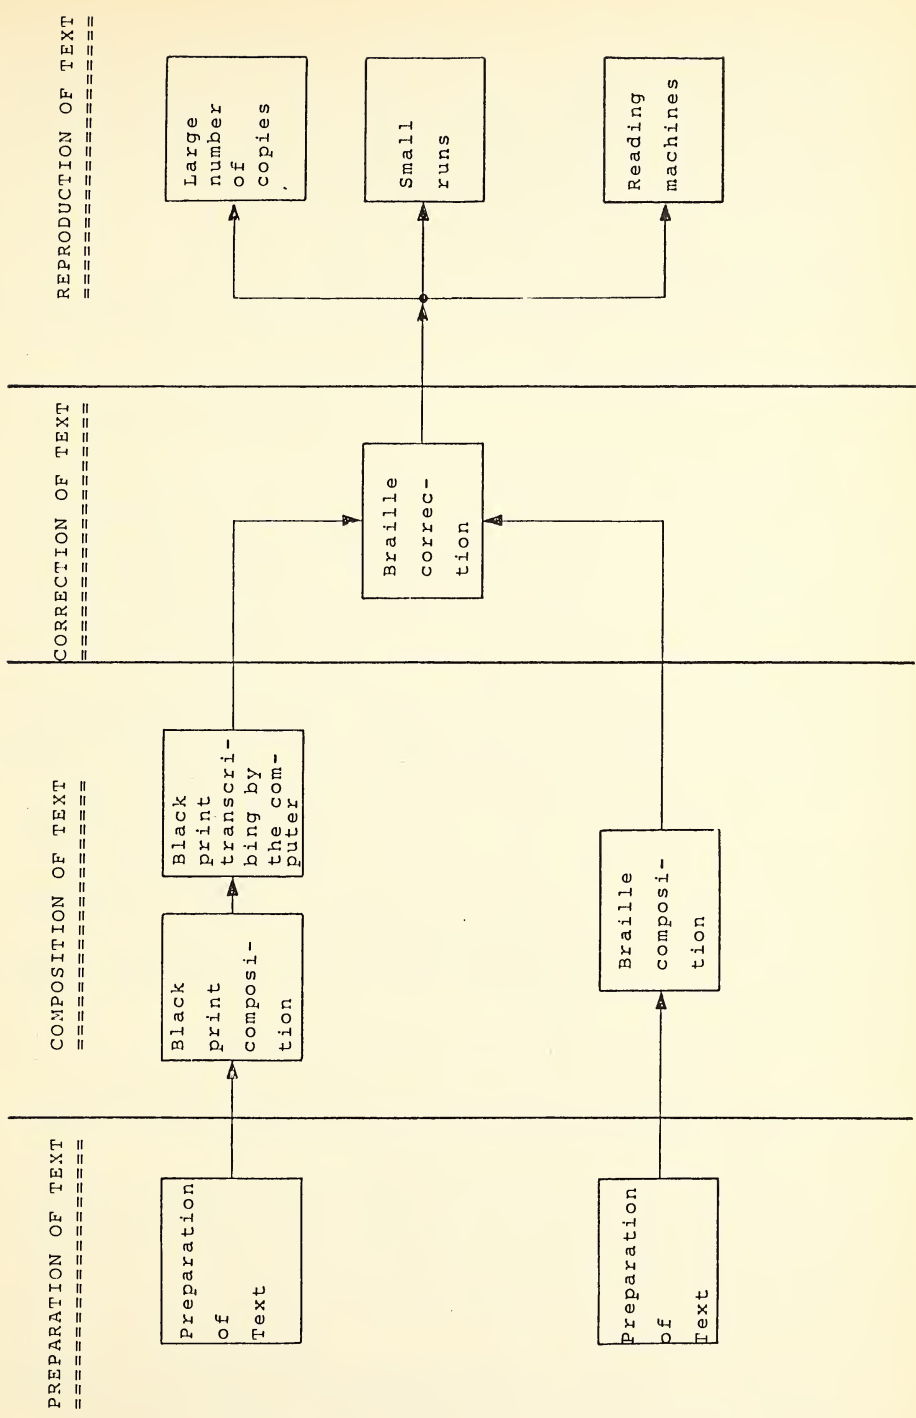 PREPARATION OF TEXT
===================
COMPOSITION OF TEXT
===================
CORRECTION OF TEXT
==================
REPRODUCTION OF TEXT
====================
Preparation
of
Text
Black
print
composi-
tion
Black
print
transcri-
bing by
the com-
puter
Preparation
of
Text
Braille
composi-
tion
Braille
correc-
tion
Large
number
of
copies
Small
runs
Reading
machines